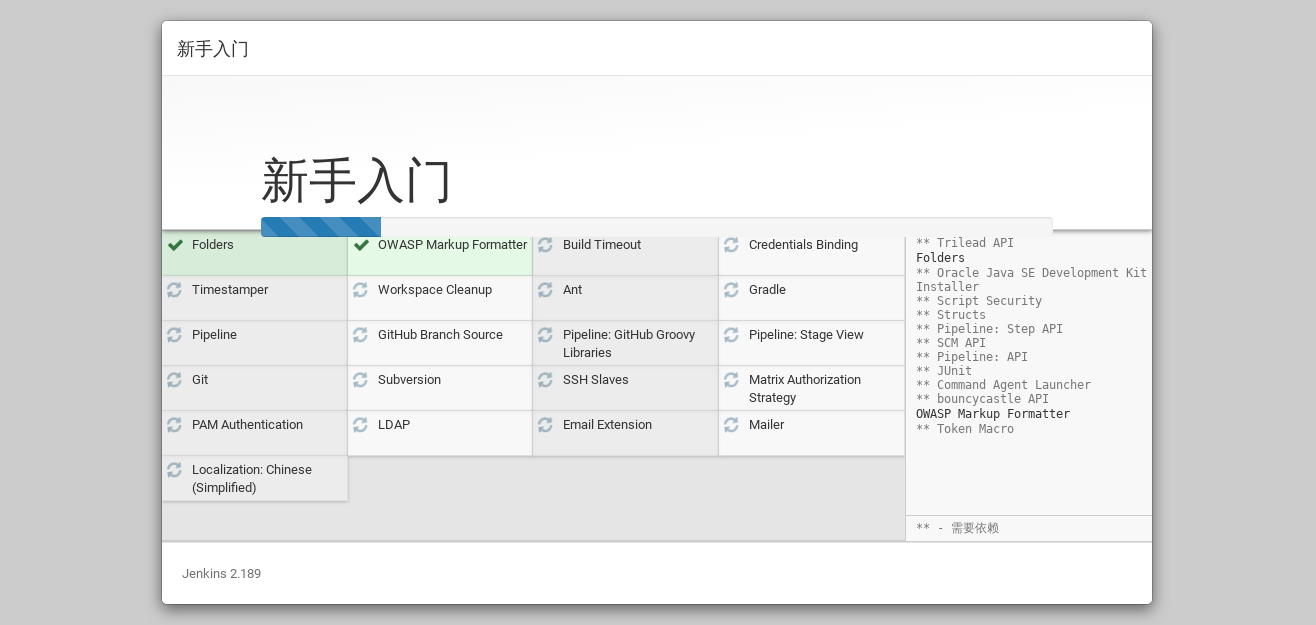 新手入门
新手入门
Folders
OWASP Markup Formatter
Build Timeout
Credentials Binding
Timestamper
Workspace Cleanup
Ant
Gradle
Pipeline
GitHub Branch Source
Pipeline: GitHub Groovy
Libraries
Pipeline: Stage View
Git
Subversion
SSH Slaves
Matrix Authorization
Strategy
PAM Authentication
LDAP
Email Extension
Mailer
Localization: Chinese
(Simplified)
** Trilead API
Folders
** Oracle Java SE Development Kit
Installer
** Script Security
** Structs
** Pipeline: Step API
** SCM API
** Pipeline: API
** JUnit
** Command Agent Launcher
** bouncycastle API
OWASP Markup Formatter
** Token Macro
** - 需要依赖
Jenkins 2.189